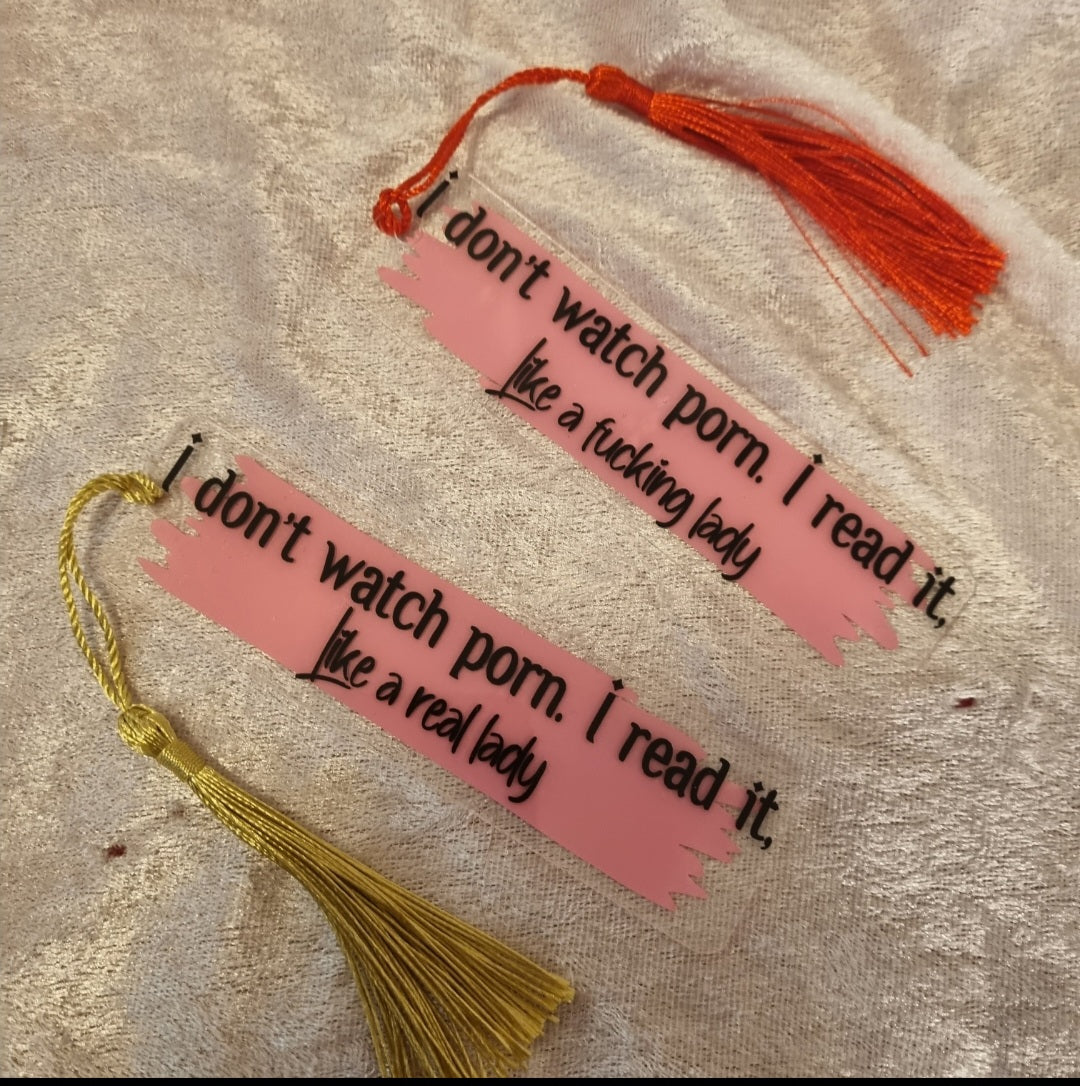 i don't watch porn. I read it,
like a fucking lady
i don't watch porn. I read it,
like a real lady